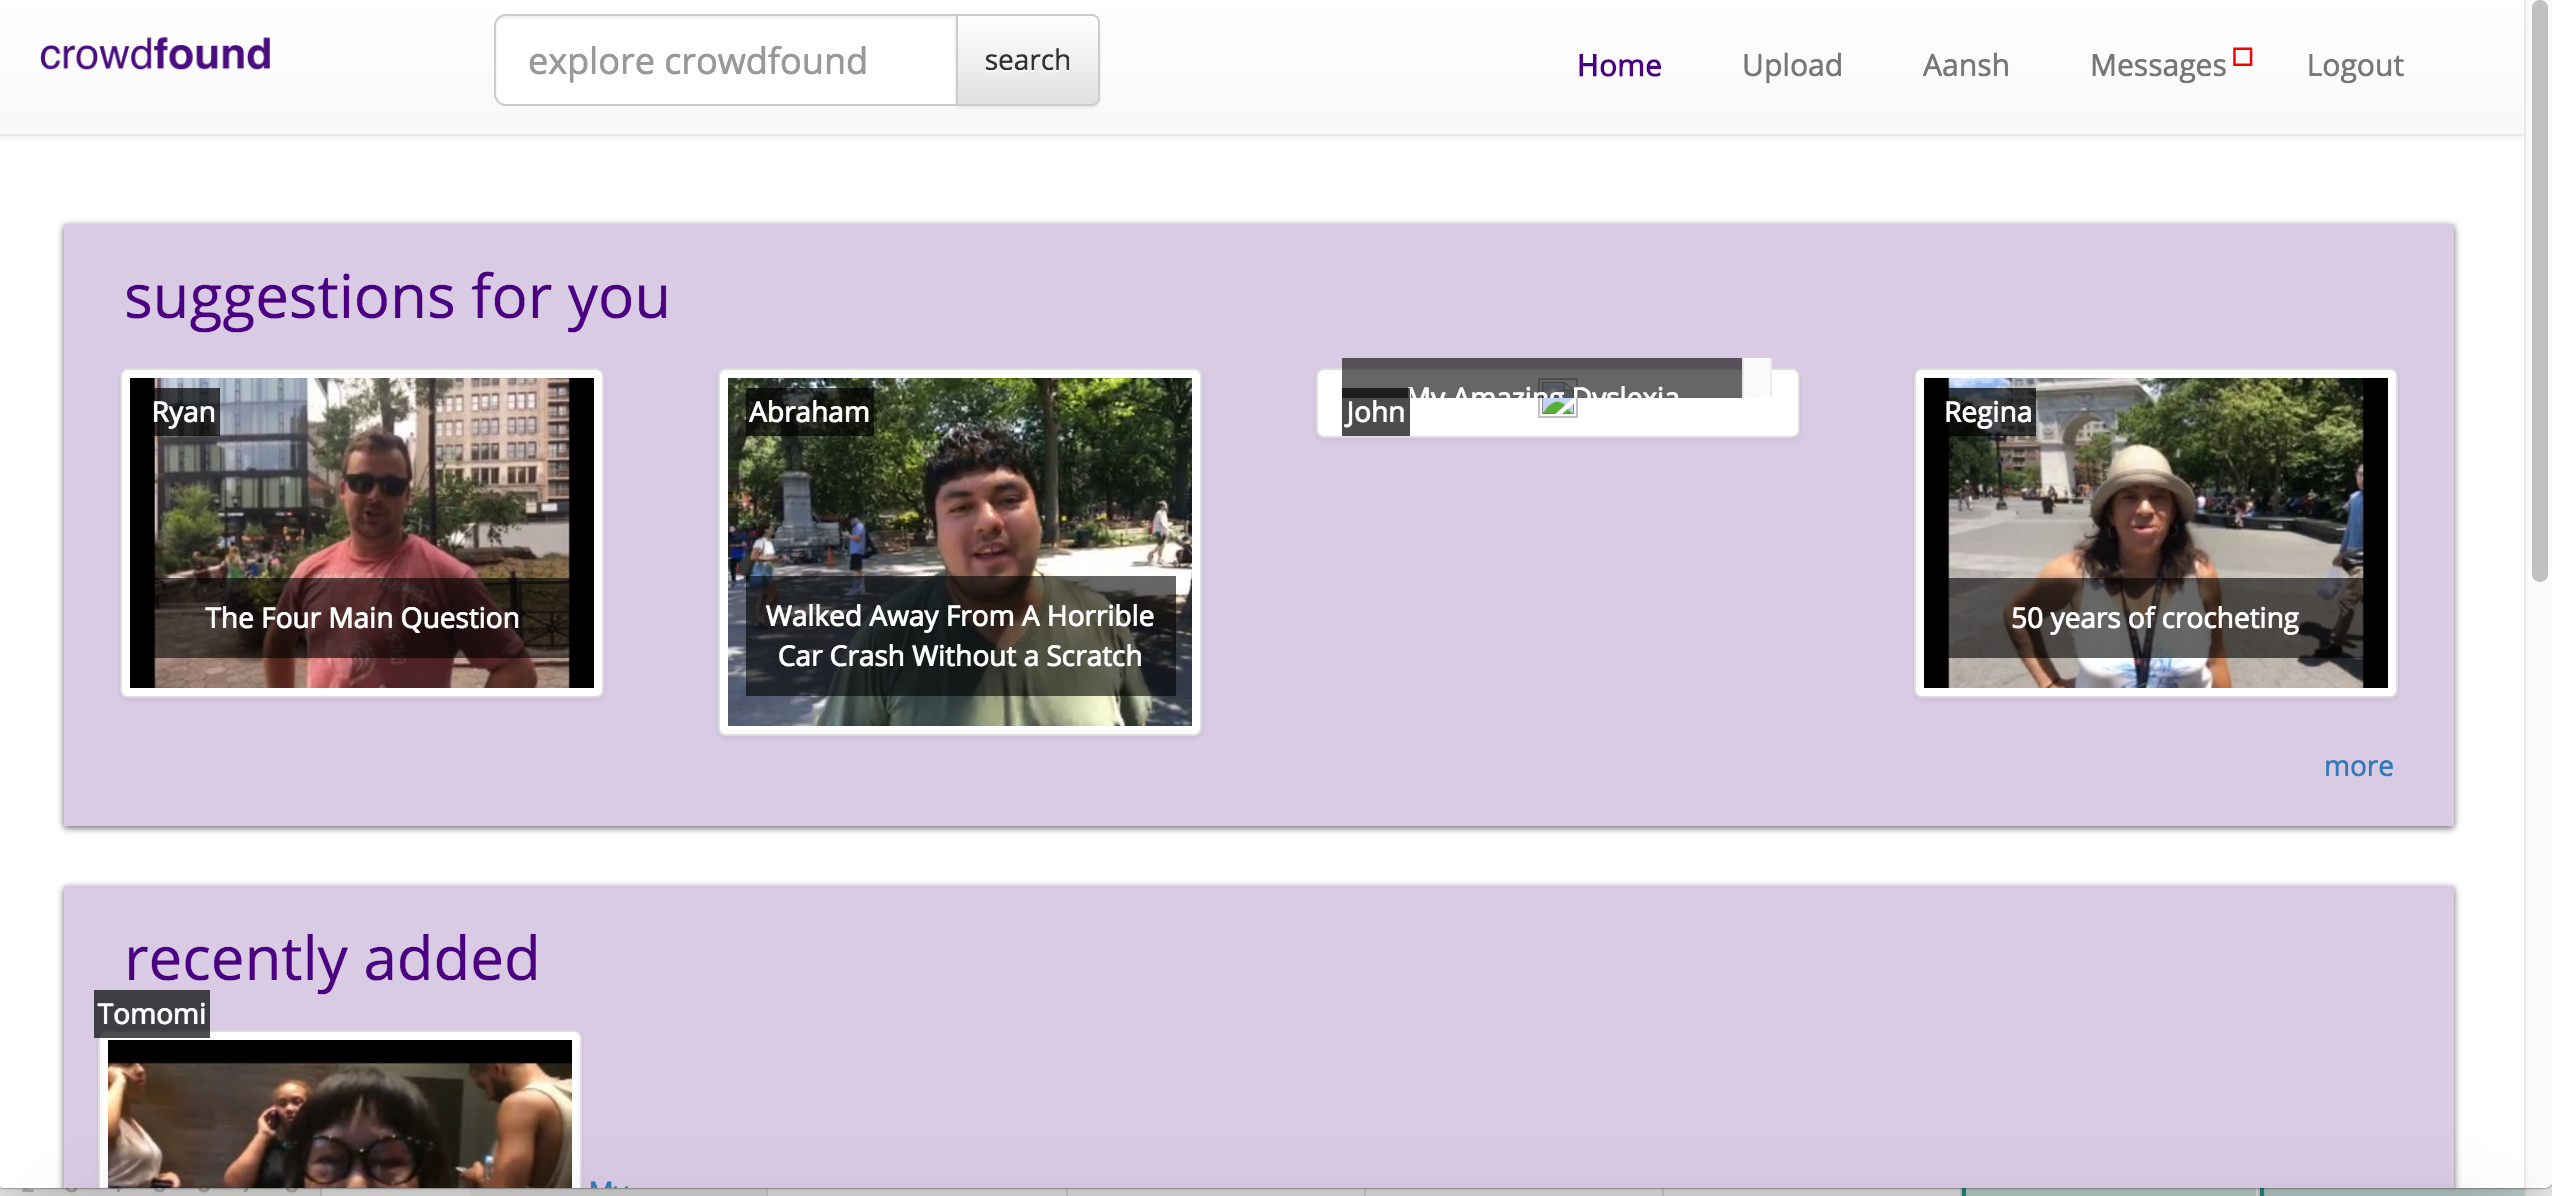 crowdfound
explore crowdfound
search
Home
Upload
Aansh
Messages
Logout
suggestions for you
Ryan
The Four Main Question
Abraham
Walked Away From A Horrible
Car Crash Without a Scratch
My Amazing Dyslexia
John
Regina
50 years of crocheting
more
recently added
Tomomi
My